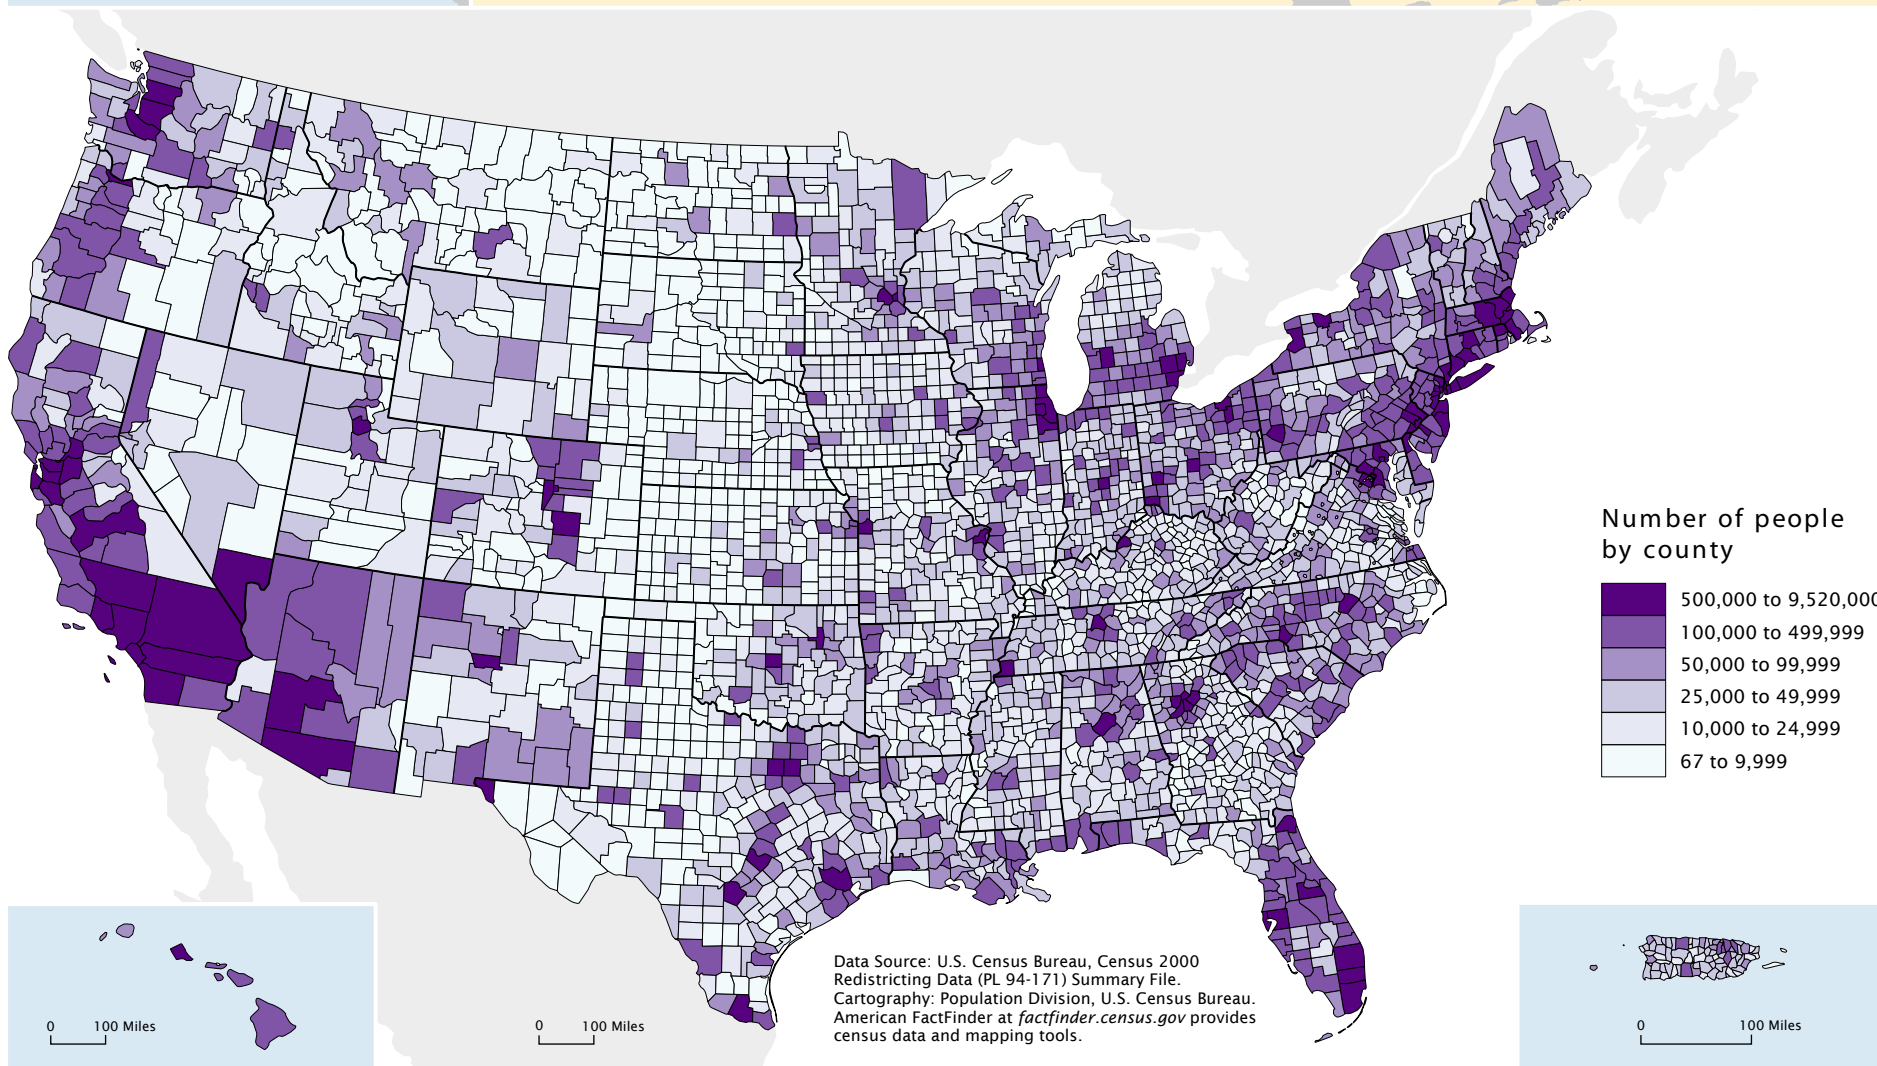 Number of people
by county
500,000 to 9,520,000
100,000 to 499,999
50,000 to 99,999
25,000 to 49,999
10,000 to 24,999
67 to 9,999
Data Source: U.S. Census Bureau, Census 2000
Redistricting Data (PL 94-171) Summary File.
Cartography: Population Division, U.S. Census Bureau.
American FactFinder at factfinder.census.gov provides
census data and mapping tools.
0 100 Miles
0 100 Miles
0 100 Miles